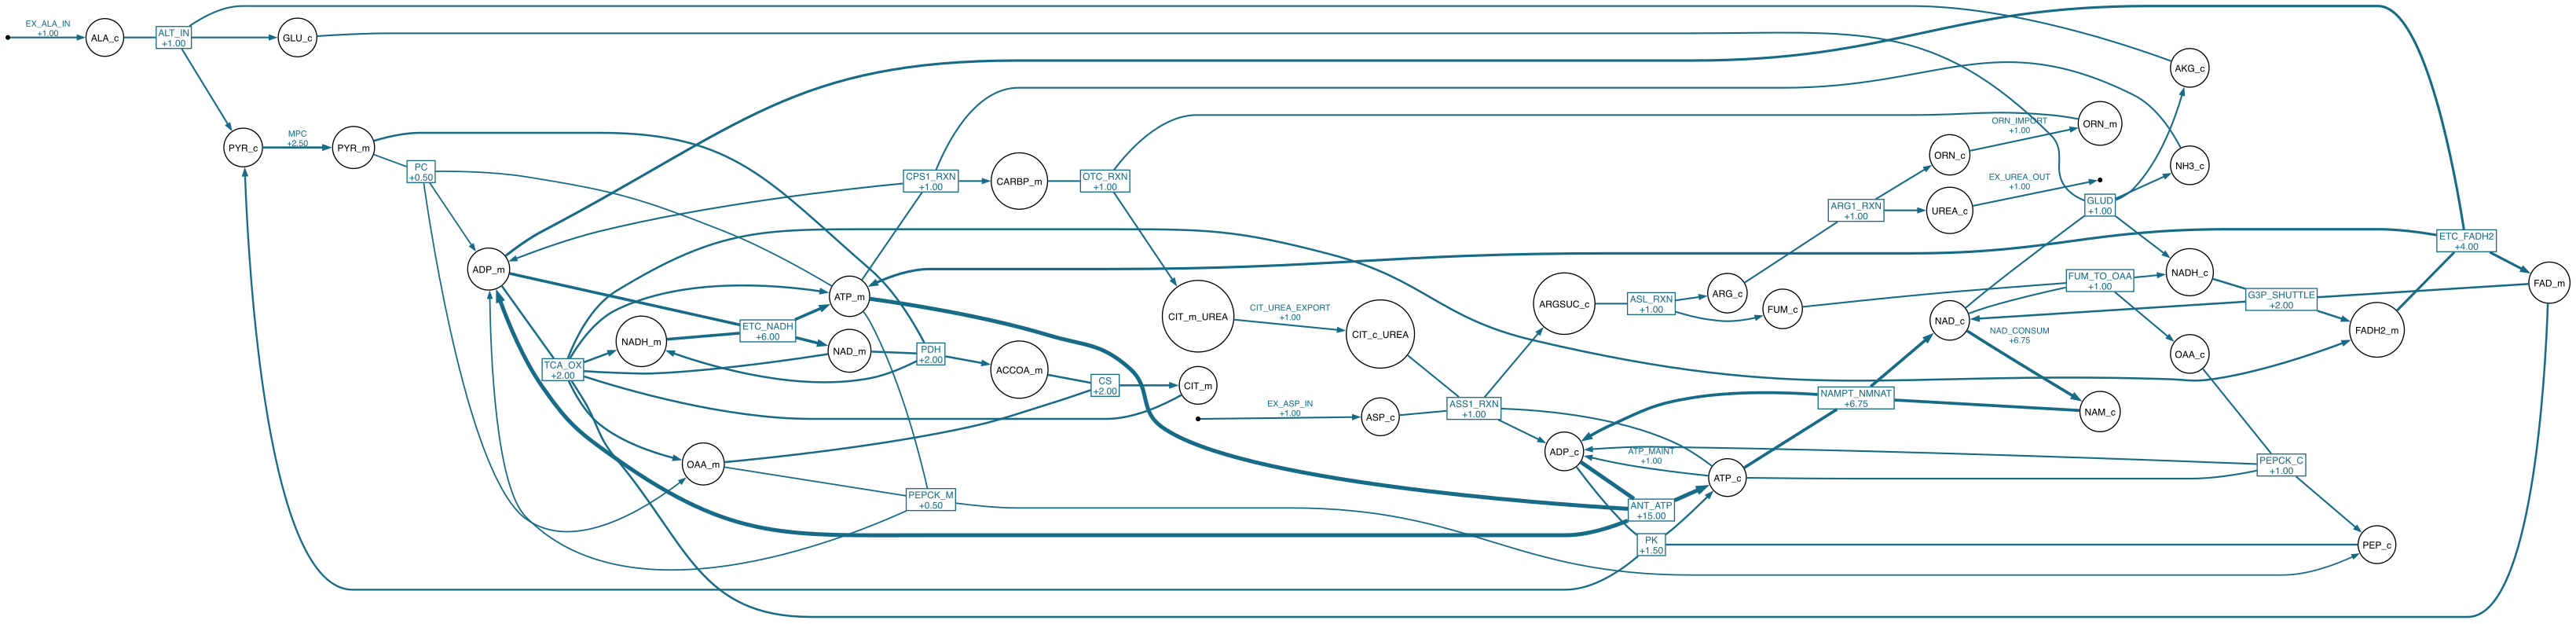 EX_ALA_IN
+1.00
ALA_c
ALT_IN
+1.00
GLU_c
AKG_c
PYR_c
MPC
+2.50
PYR_m
PC
+0.50
CPS1_RXN
+1.00
CARBP_m
OTC_RXN
+1.00
ORN_IMPORT
+1.00
ORN_m
ORN_c
NH3_c
EX_UREA_OUT
+1.00
ARG1_RXN
+1.00
UREA_c
GLUD
+1.00
ETC_FADH2
+4.00
ADP_m
ATP_m
NADH_c
FAD_m
FUM_TO_OAA
+1.00
G3P_SHUTTLE
+2.00
ARGSUC_c
ASL_RXN
+1.00
ARG_c
FUM_c
CIT_m_UREA
CIT_UREA_EXPORT
+1.00
CIT_c_UREA
NAD_c
NAD_CONSUM
+6.75
FADH2_m
NADH_m
ETC_NADH
+6.00
NAD_m
PDH
+2.00
OAA_c
TCA_OX
+2.00
ACCOA_m
CS
+2.00
CIT_m
NAMPT_NMNAT
+6.75
NAM_c
EX_ASP_IN
+1.00
ASP_c
ASS1_RXN
+1.00
ADP_c
ATP_MAINT
+1.00
ATP_c
PEPCK_C
+1.00
OAA_m
PEPCK_M
+0.50
ANT_ATP
+15.00
PK
+1.50
PEP_c